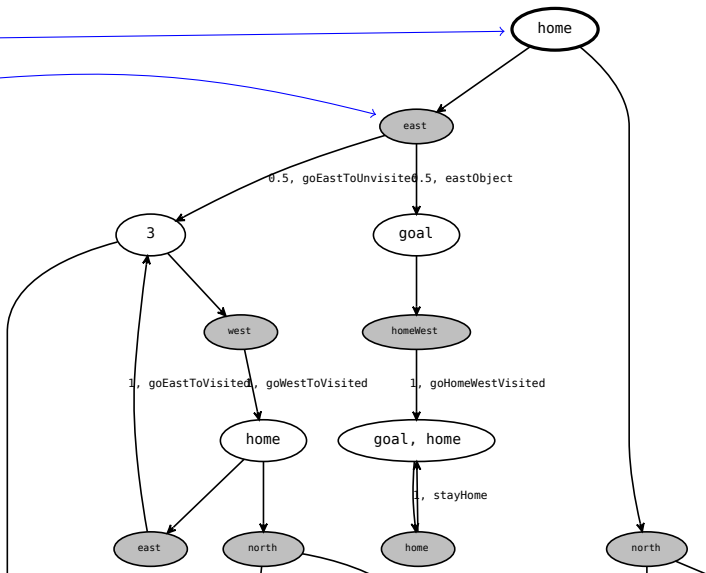 home
east
0.5, goEastToUnvisited
0.5, eastObject
3
goal
west
homeWest
1, goEastToVisited
1, goWestToVisited
1, goHomeWestVisited
home
goal, home
1, stayHome
east
north
home
north